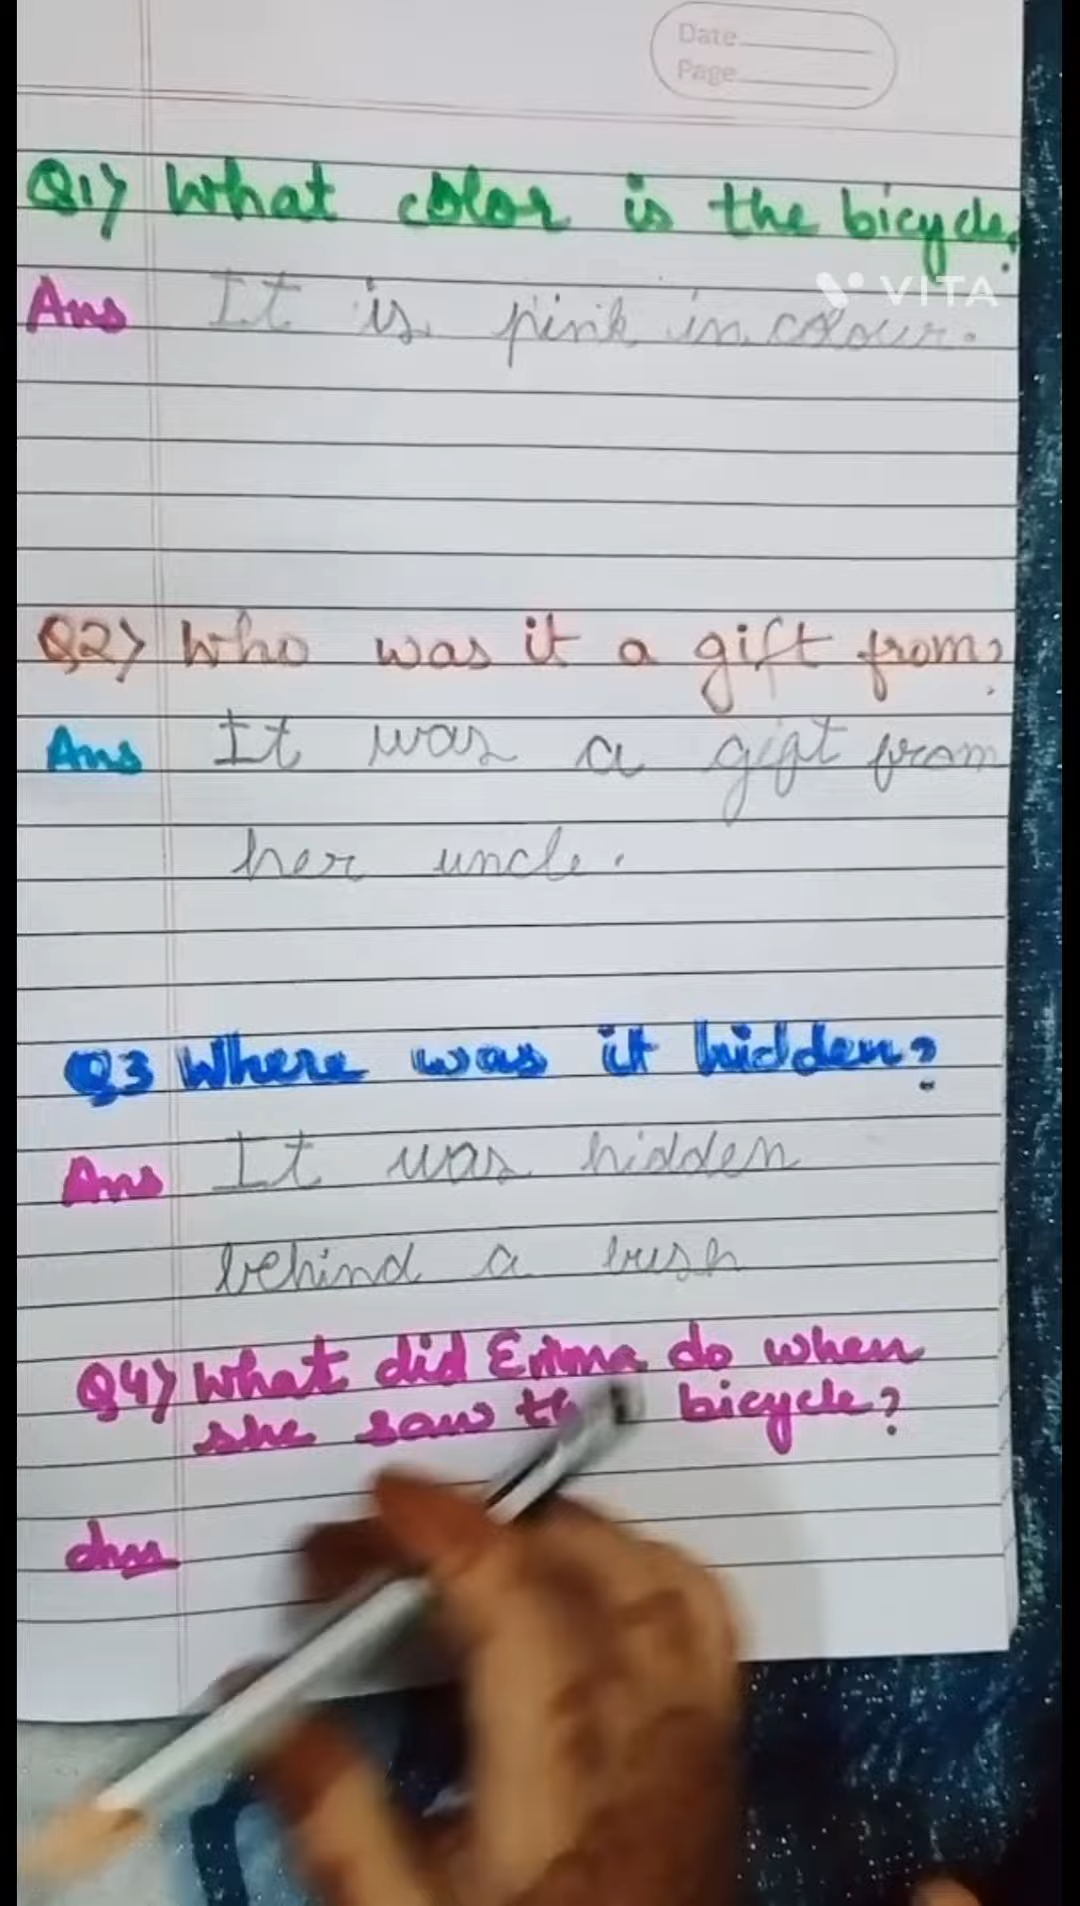 Date
Page
Q1) What color is the bicycle?
VITA
Ans It is pink in colour.
Q2) Who was it a gift from?
Ans It was a gift from
her uncle.
Q3 Where was it hidden?
Ans It was hidden
behind a bush
Q4) What did Emma do when
she saw the bicycle?
Ans